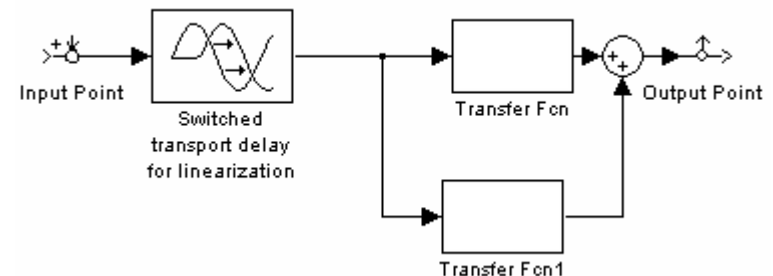 Input Point
Switched
transport delay
for linearization
Transfer Fcn
Output Point
Transfer Fcn1